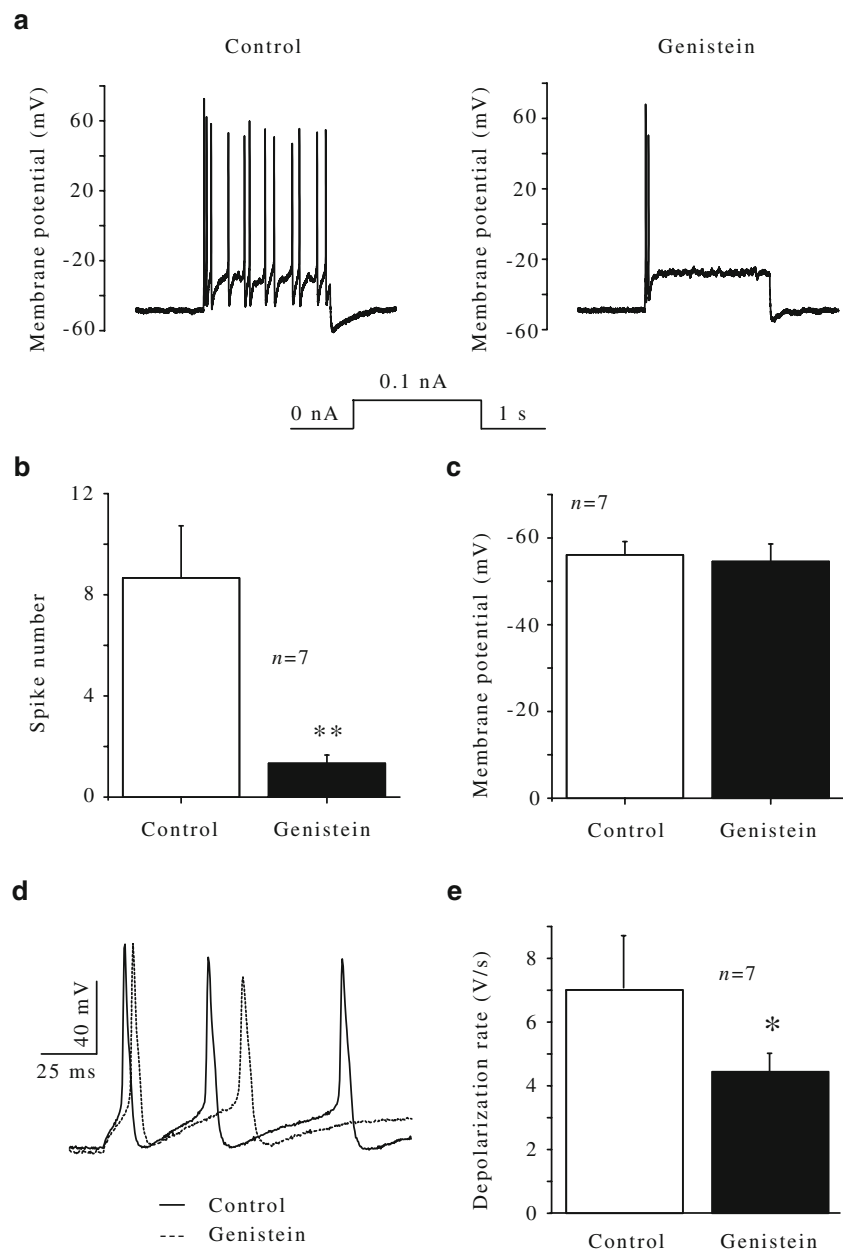 a
Control
Genistein
Membrane potential (mV)
60
20
-20
-60
Membrane potential (mV)
60
20
-20
-60
0.1 nA
0 nA
1 s
b
Spike number
12
8
4
0
n=7
**
Control
Genistein
c
Membrane potential (mV)
-60
-40
-20
0
n=7
Control
Genistein
d
40 mV
25 ms
Control
Genistein
e
Depolarization rate (V/s)
8
6
4
2
0
n=7
*
Control
Genistein